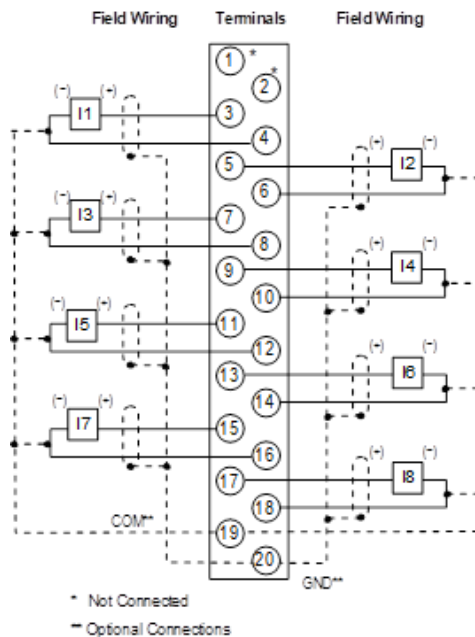 Field Wiring Terminals Field Wiring
1 *
2 *
(-) I1 (+) 3
4
5 (+) I2 (-)
6
(-) I3 (+) 7
8
9 (+) I4 (-)
10
(-) I5 (+) 11
12
13 (+) I6 (-)
14
(-) I7 (+) 15
16
17 (+) I8 (-)
18
COM** 19
20
GND**
* Not Connected
** Optional Connections